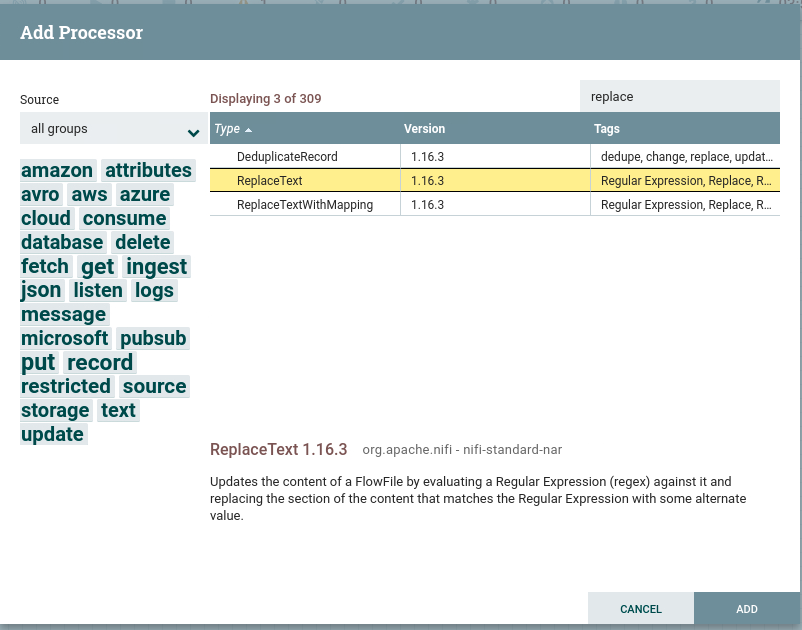 Add Processor
Source
Displaying 3 of 309
replace
all groups
Type Version Tags
DeduplicateRecord 1.16.3 dedupe, change, replace, updat...
ReplaceText 1.16.3 Regular Expression, Replace, R...
ReplaceTextWithMapping 1.16.3 Regular Expression, Replace, R...
amazon attributes
avro aws azure
cloud consume
database delete
fetch get ingest
json listen logs
message
microsoft pubsub
put record
restricted source
storage text
update
ReplaceText 1.16.3 org.apache.nifi - nifi-standard-nar
Updates the content of a FlowFile by evaluating a Regular Expression (regex) against it and
replacing the section of the content that matches the Regular Expression with some alternate
value.
CANCEL ADD